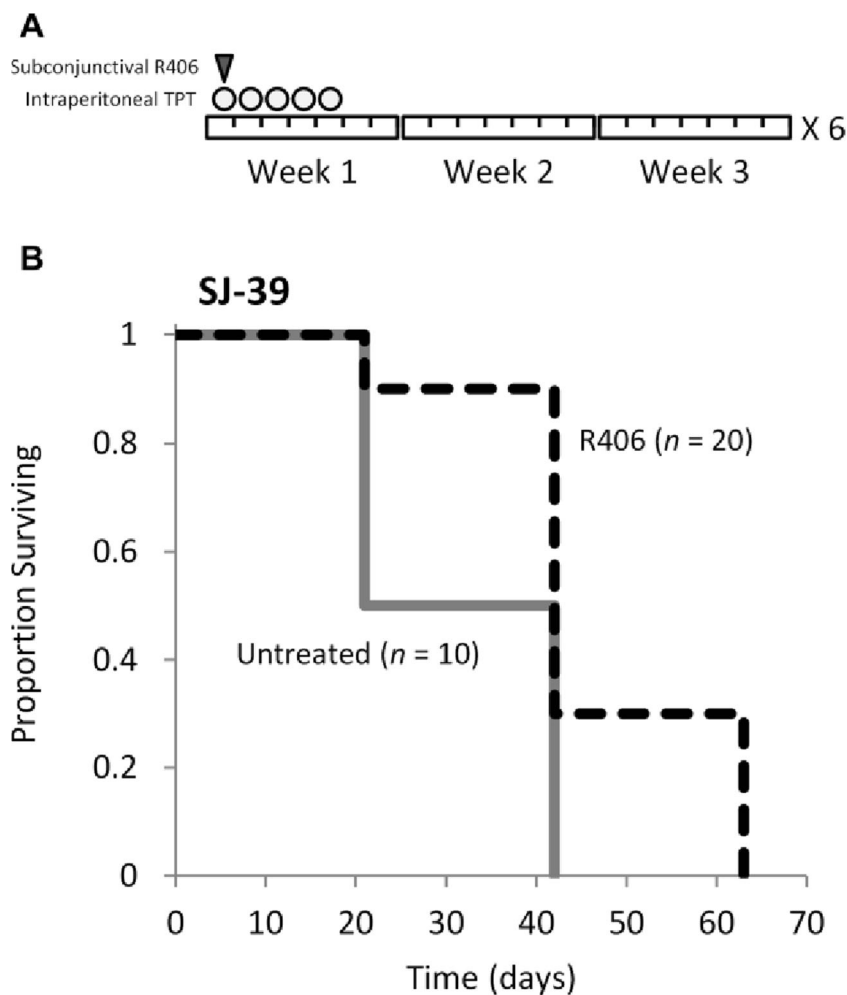 A
Subconjunctival R406
Intraperitoneal TPT
X 6
Week 1 Week 2 Week 3
B
SJ-39
1
0.8
0.6
0.4
0.2
0
Proportion Surviving
R406 (n = 20)
Untreated (n = 10)
0 10 20 30 40 50 60 70
Time (days)